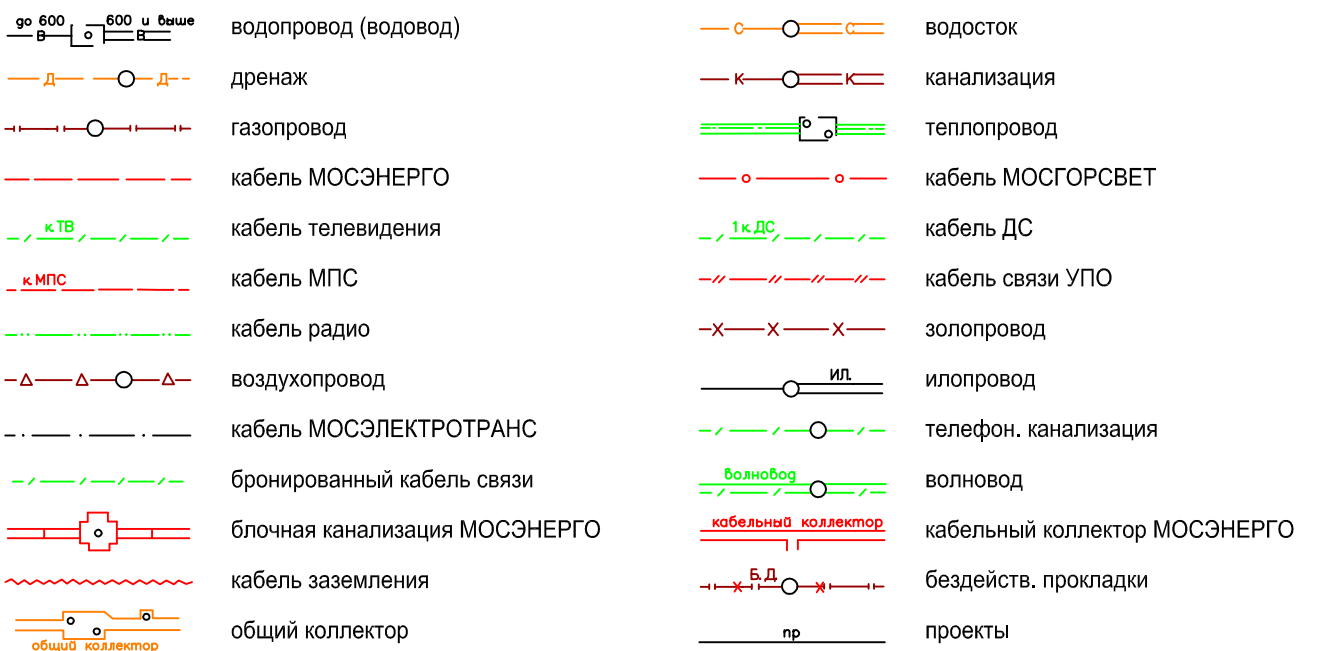 до 600 600 и выше
В В
водопровод (водовод)
С С
водосток
Д Д
дренаж
К К
канализация
газопровод
теплопровод
кабель МОСЭНЕРГО
кабель МОСГОРСВЕТ
к. ТВ
кабель телевидения
1 к. ДС
кабель ДС
к. МПС
кабель МПС
кабель связи УПО
кабель радио
золопровод
воздухопровод
ИЛ.
илопровод
кабель МОСЭЛЕКТРОТРАНС
телефон. канализация
бронированный кабель связи
волновод
волновод
блочная канализация МОСЭНЕРГО
кабельный коллектор
кабельный коллектор МОСЭНЕРГО
кабель заземления
Б. Д.
бездейств. прокладки
общий коллектор
общий коллектор
пр
проекты